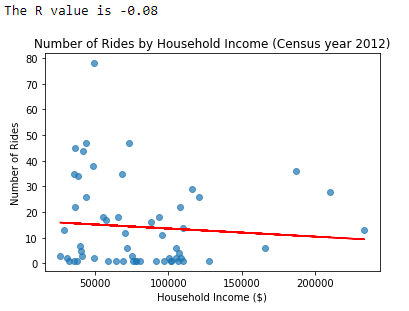 The R value is -0.08
Number of Rides by Household Income (Census year 2012)
80
70
60
50
40
30
20
10
0
Number of Rides
50000 100000 150000 200000
Household Income ($)